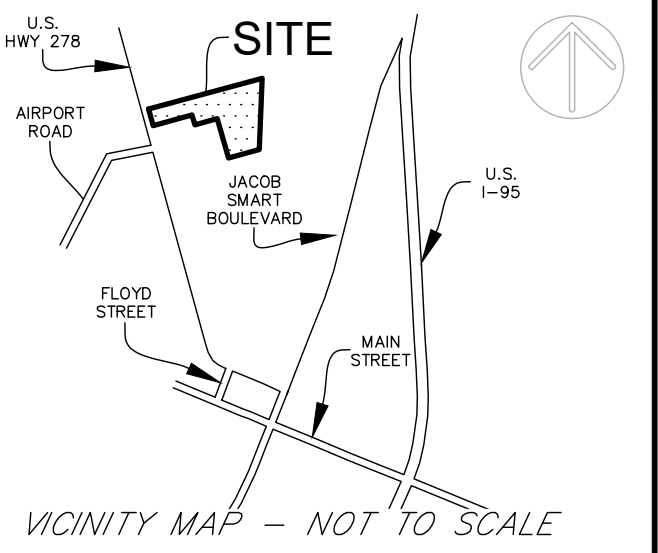 U.S.
HWY 278
SITE
AIRPORT
ROAD
JACOB
SMART
BOULEVARD
U.S.
I-95
FLOYD
STREET
MAIN
STREET
VICINITY MAP - NOT TO SCALE